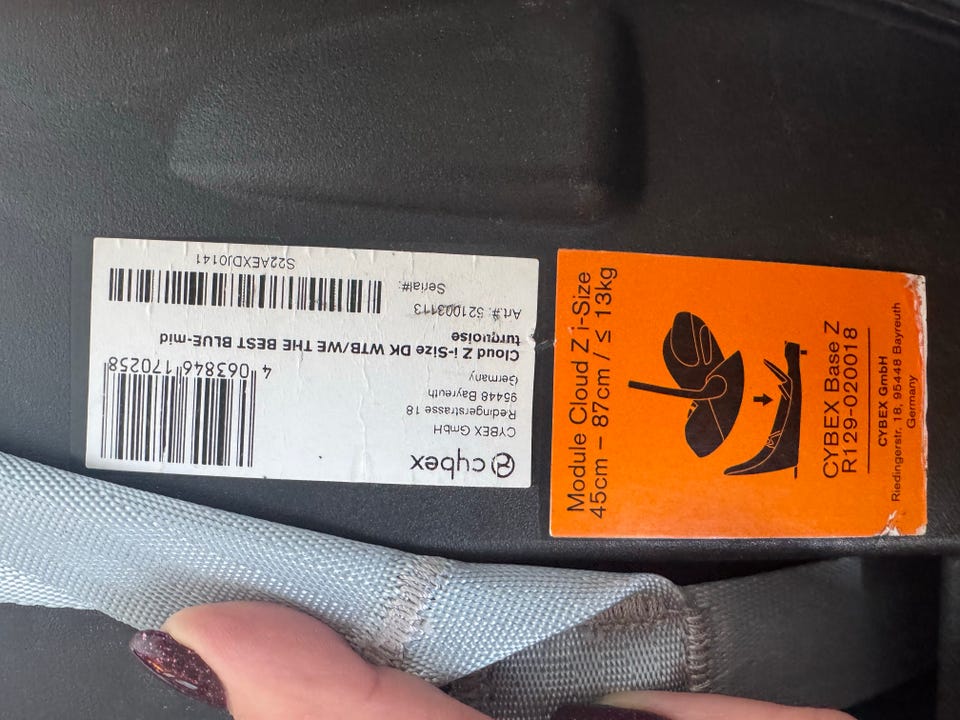 cybex
CYBEX GmbH
Redingerstrasse 18
95448 Bayreuth
Germany
4 063846 170258
Cloud Z i-Size DK WTB/WE THE BEST BLUE-mid
turquoise
Art.#: 521003113
Serial#:
S22AEXDJ0141
Module Cloud Z i-Size
45cm – 87cm / ≤ 13kg
CYBEX Base Z
R129-020018
CYBEX GmbH
Riedingerstr. 18, 95448 Bayreuth
Germany